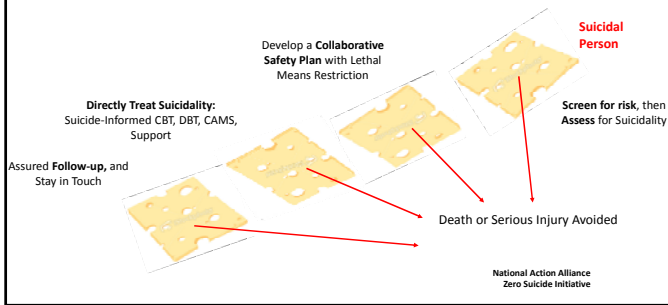 Suicidal
Person
Develop a Collaborative
Safety Plan with Lethal
Means Restriction
Screen for risk, then
Assess for Suicidality
Directly Treat Suicidality:
Suicide-Informed CBT, DBT, CAMS,
Support
Assured Follow-up, and
Stay in Touch
Death or Serious Injury Avoided
National Action Alliance
Zero Suicide Initiative